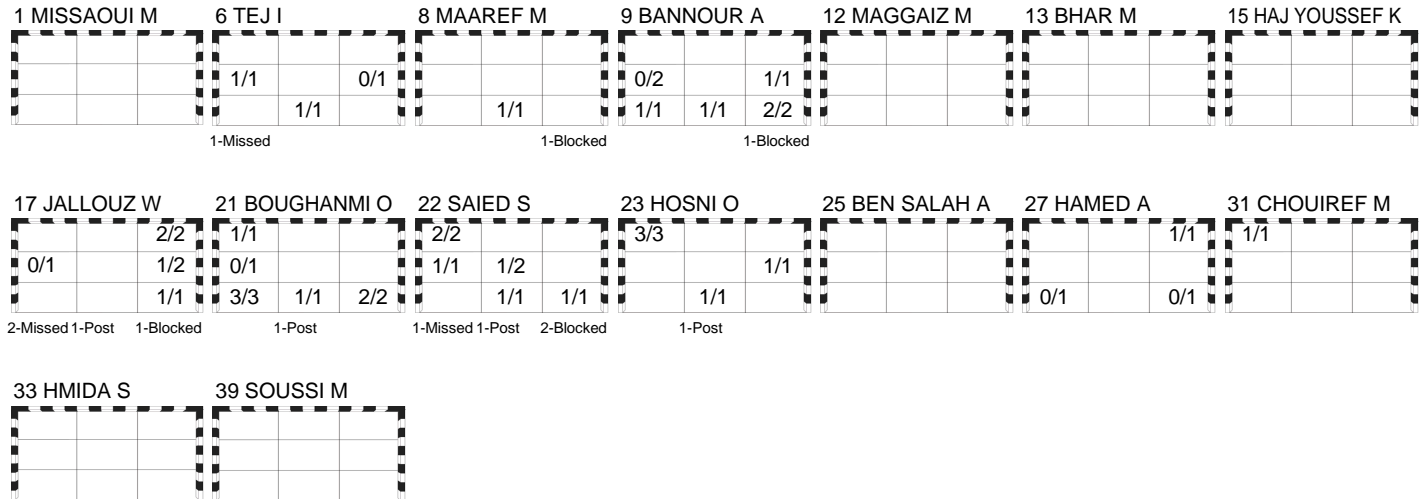 1 MISSAOUI M 6 TEJ I 8 MAAREF M 9 BANNOUR A 12 MAGGAIZ M 13 BHAR M 15 HAJ YOUSSEF K
1/1 0/1 0/2 1/1
1/1 1/1 1/1 1/1 2/2
1-Missed 1-Blocked 1-Blocked
17 JALLOUZ W 21 BOUGHANMI O 22 SAIED S 23 HOSNI O 25 BEN SALAH A 27 HAMED A 31 CHOUIREF M
2/2 1/1 2/2 3/3 1/1 1/1
0/1 1/2 0/1 1/1 1/2 1/1
1/1 3/3 1/1 2/2 1/1 1/1 1/1 0/1 0/1
2-Missed 1-Post 1-Blocked 1-Post 1-Missed 1-Post 2-Blocked 1-Post
33 HMIDA S 39 SOUSSI M